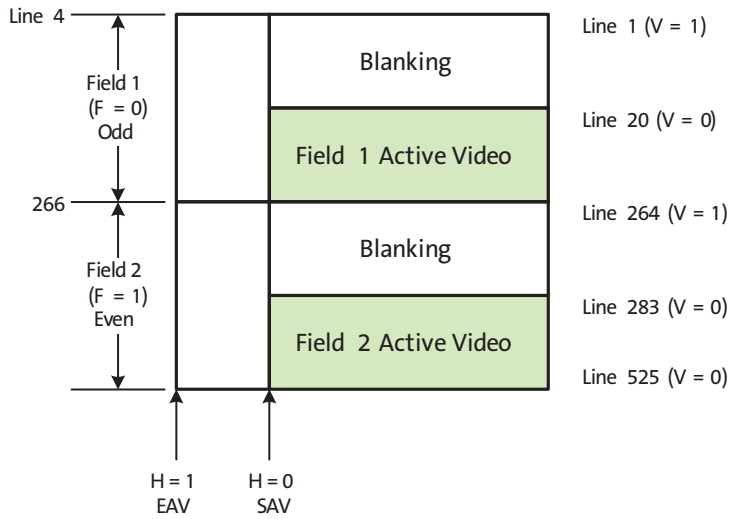 Line 4
Line 1 (V = 1)
Blanking
Field 1
(F = 0)
Odd
Line 20 (V = 0)
Field 1 Active Video
266
Line 264 (V = 1)
Blanking
Field 2
(F = 1)
Even
Line 283 (V = 0)
Field 2 Active Video
Line 525 (V = 0)
H = 1
EAV
H = 0
SAV